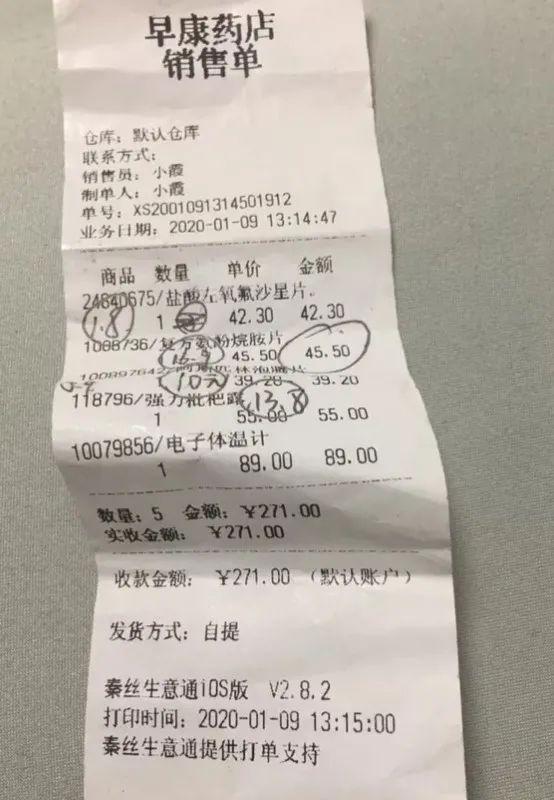 早康药店
销售单
仓库：默认仓库
联系方式：
销售员：小霞
制单人：小霞
单号：XS2001091314501912
业务日期：2020-01-09 13:14:47
商品 数量 单价 金额
24840675/盐酸左氧氟沙星片.
1.8 1 42.30 42.30
1008736/复方氨酚烷胺片
45.50 45.50
10元 39.20 39.20
118796/强力枇杷露 13.8
1 55.00 55.00
10079856/电子体温计
1 89.00 89.00
数量：5 金额：¥271.00
实收金额：¥271.00
收款金额：¥271.00（默认账户）
发货方式：自提
秦丝生意通iOS版 V2.8.2
打印时间：2020-01-09 13:15:00
秦丝生意通提供打单支持